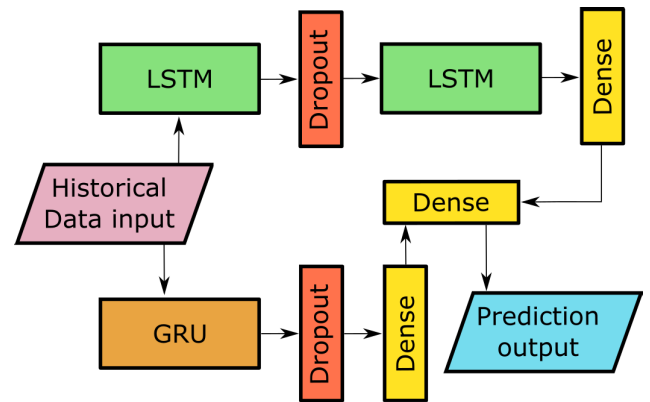 LSTM
Dropout
LSTM
Dense
Historical
Data input
Dense
GRU
Dropout
Dense
Prediction
output